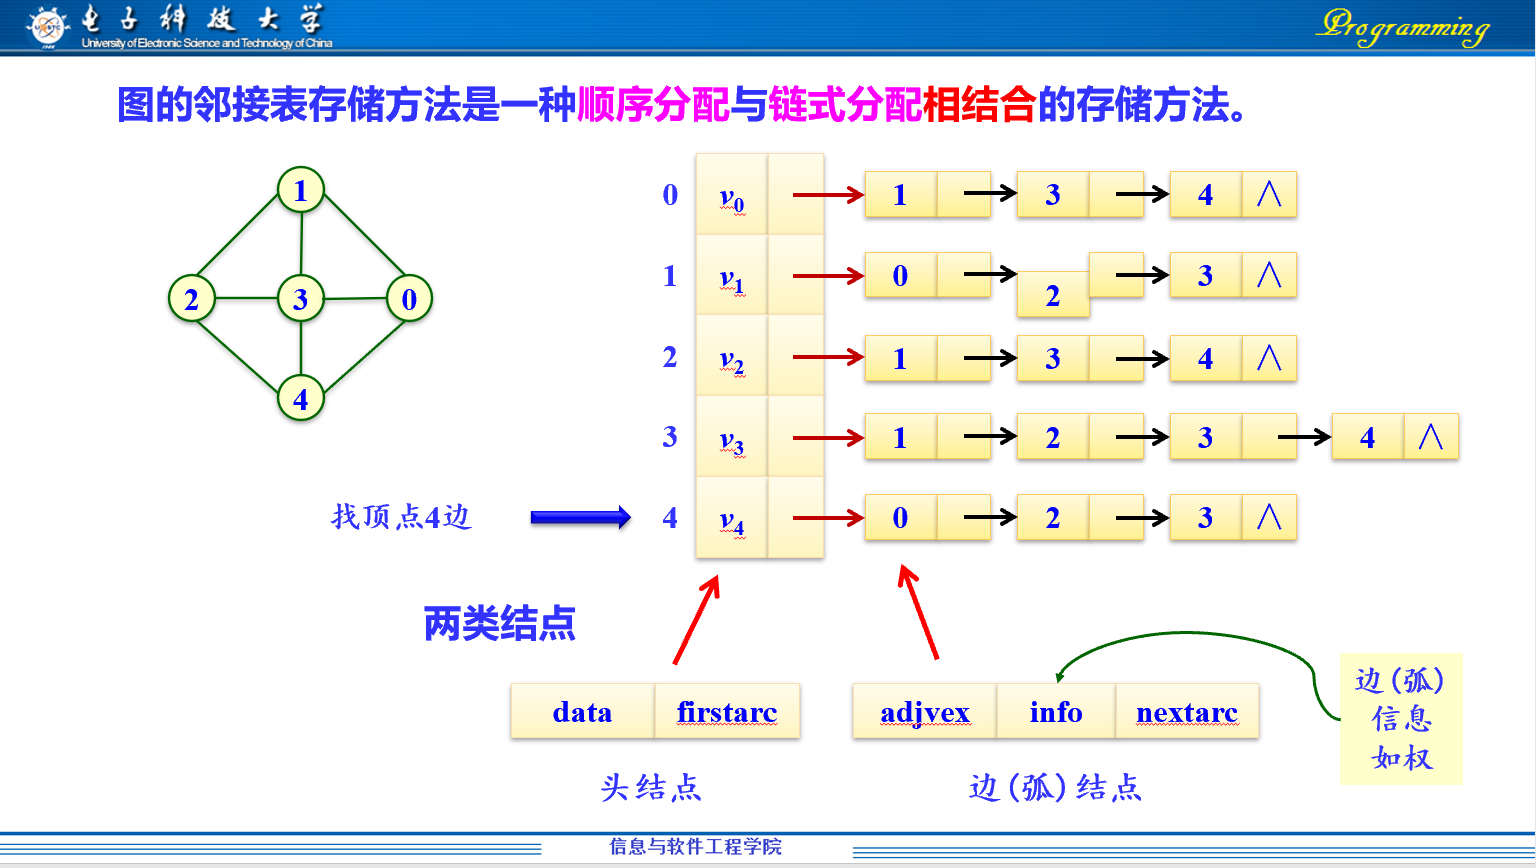 电子科技大学
University of Electronic Science and Technology of China
Programming
图的邻接表存储方法是一种顺序分配与链式分配相结合的存储方法。
1
2 3 0
4
0 v0 1 3 4 ∧
1 v1 0 2 3 ∧
2 v2 1 3 4 ∧
3 v3 1 2 3 4 ∧
找顶点4边 4 v4 0 2 3 ∧
两类结点
data firstarc adjvex info nextarc
边(弧)
信息
如权
头结点 边(弧)结点
信息与软件工程学院